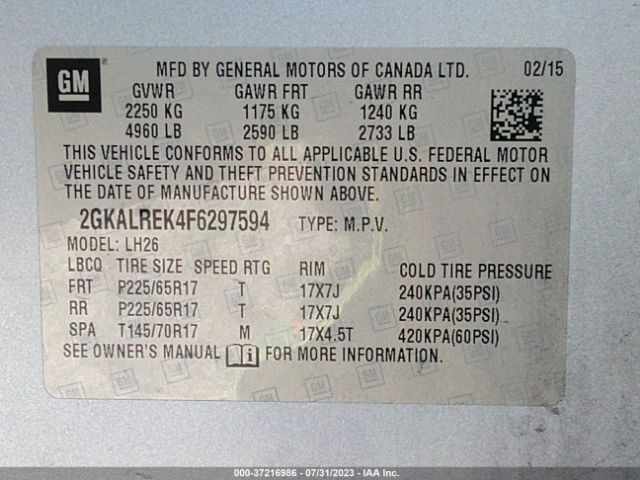 GM
MFD BY GENERAL MOTORS OF CANADA LTD. 02/15
GVWR GAWR FRT GAWR RR
2250 KG 1175 KG 1240 KG
4960 LB 2590 LB 2733 LB
THIS VEHICLE CONFORMS TO ALL APPLICABLE U.S. FEDERAL MOTOR
VEHICLE SAFETY AND THEFT PREVENTION STANDARDS IN EFFECT ON
THE DATE OF MANUFACTURE SHOWN ABOVE.
2GKALREK4F6297594 TYPE: M.P.V.
MODEL: LH26
LBCQ TIRE SIZE SPEED RTG RIM COLD TIRE PRESSURE
FRT P225/65R17 T 17X7J 240KPA(35PSI)
RR P225/65R17 T 17X7J 240KPA(35PSI)
SPA T145/70R17 M 17X4.5T 420KPA(60PSI)
SEE OWNER'S MANUAL FOR MORE INFORMATION.
000-37216986 - 07/31/2023 - IAA Inc.